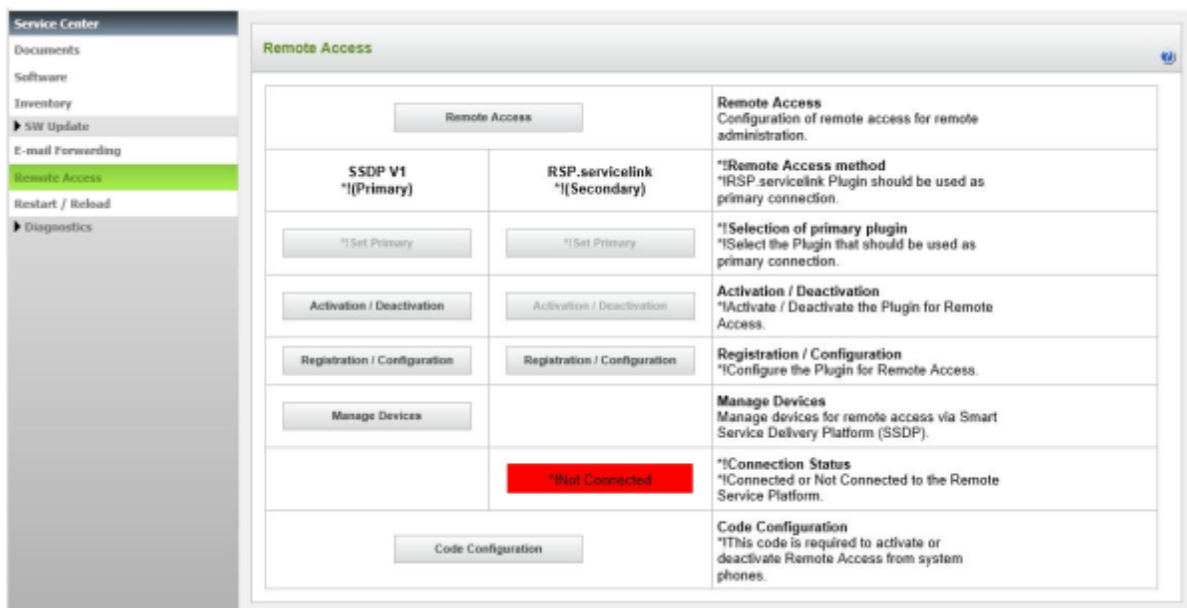 Service Center
Documents
Software
Inventory
SW Update
E-mail Forwarding
Remote Access
Restart / Reload
Diagnostics
Remote Access
Remote Access
Remote Access
Configuration of remote access for remote
administration.
SSDP V1
*!(Primary)
RSP.servicelink
*!(Secondary)
*!Remote Access method
*!RSP.servicelink Plugin should be used as
primary connection.
*!Set Primary
*!Set Primary
*!Selection of primary plugin
*!Select the Plugin that should be used as
primary connection.
Activation / Deactivation
Activation / Deactivation
Activation / Deactivation
*!Activate / Deactivate the Plugin for Remote
Access.
Registration / Configuration
Registration / Configuration
Registration / Configuration
*!Configure the Plugin for Remote Access.
Manage Devices
Manage Devices
Manage devices for remote access via Smart
Service Delivery Platform (SSDP).
*!Not Connected
*!Connection Status
*!Connected or Not Connected to the Remote
Service Platform.
Code Configuration
Code Configuration
*!This code is required to activate or
deactivate Remote Access from system
phones.